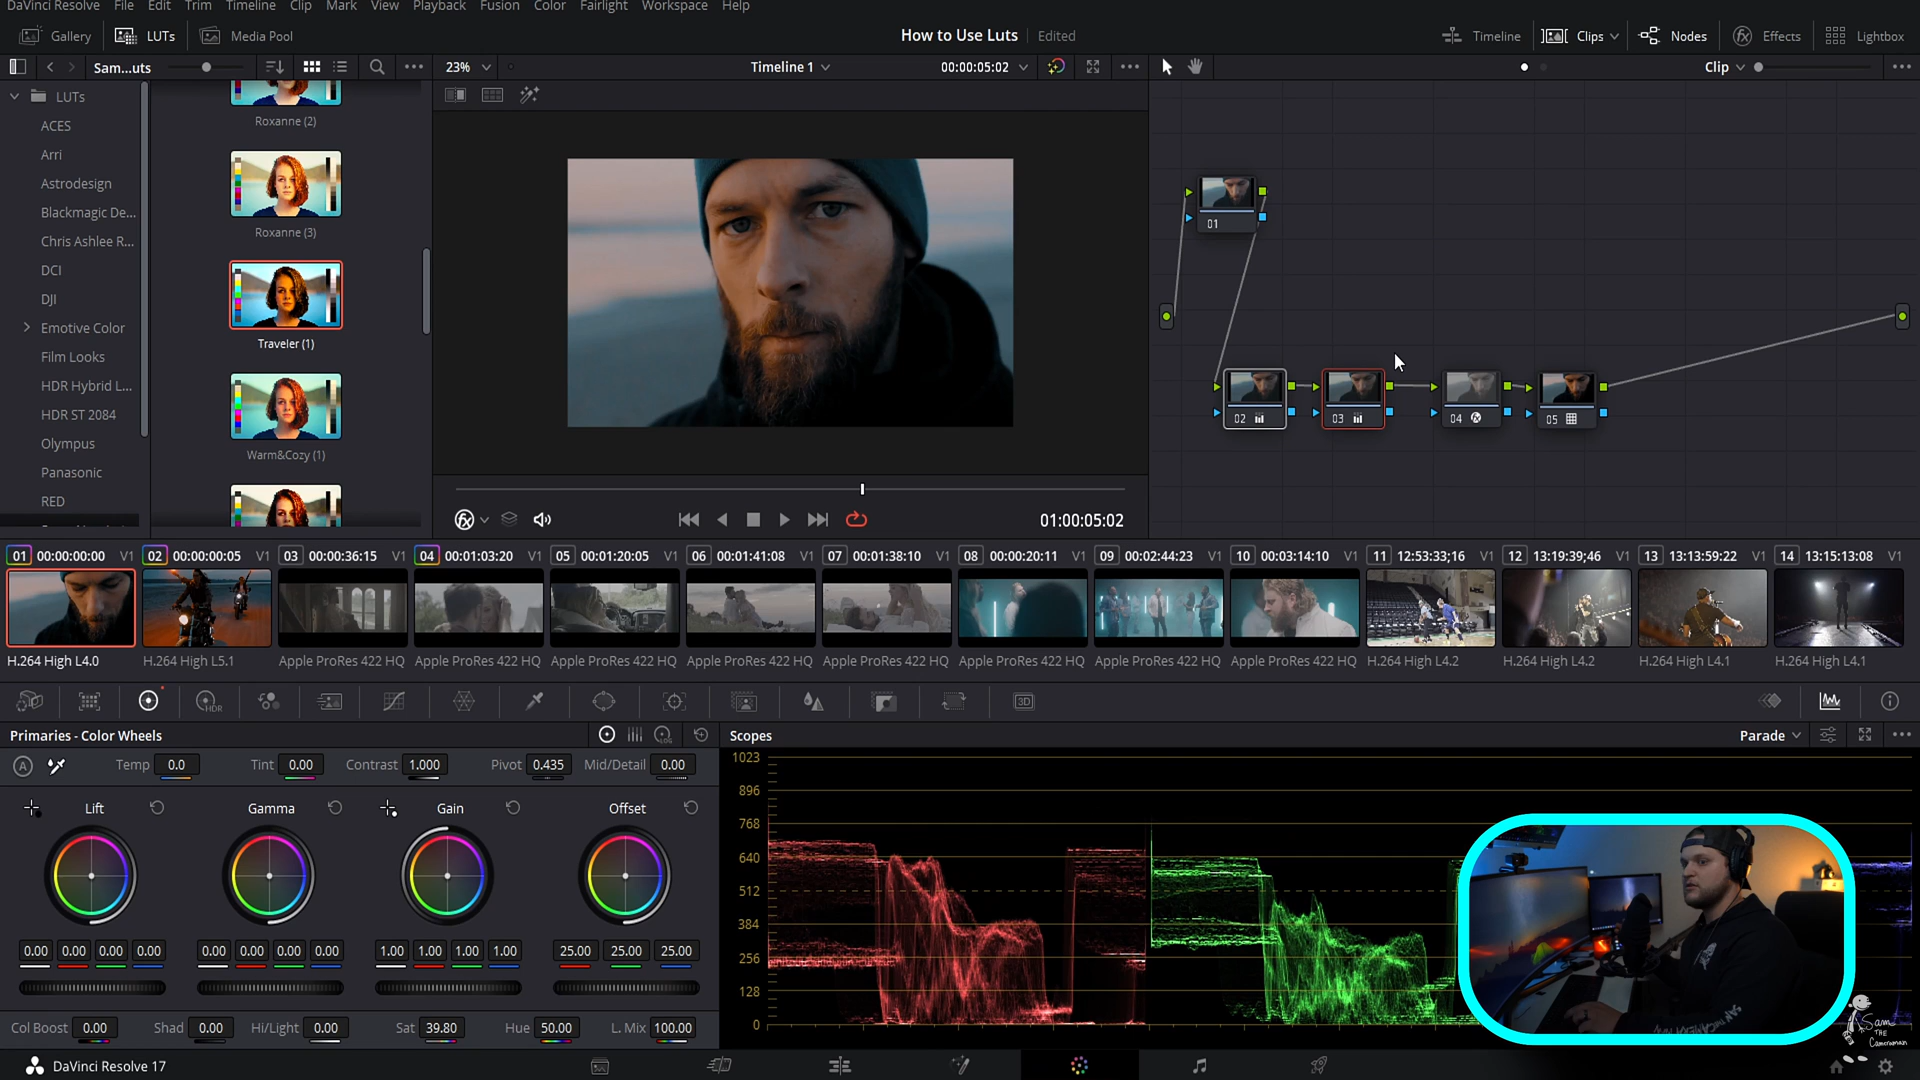 DaVinci Resolve File Edit Trim Timeline Clip Mark View Playback Fusion Color Fairlight Workspace Help
Gallery LUTs Media Pool How to Use Luts Edited Timeline Clips Nodes Effects Lightbox
Sam...uts 23% Timeline 1 00:00:05:02 Clip
LUTs
ACES
Arri
Astrodesign
Blackmagic De...
Chris Ashlee R...
DCI
DJI
Emotive Color
Film Looks
HDR Hybrid L...
HDR ST 2084
Olympus
Panasonic
RED
Roxanne (2)
Roxanne (3)
Traveler (1)
Warm&Cozy (1)
01:00:05:02
01
02 03 04 05
01 00:00:00:00 V1 02 00:00:00:05 V1 03 00:00:36:15 V1 04 00:01:03:20 V1 05 00:01:20:05 V1 06 00:01:41:08 V1 07 00:01:38:10 V1 08 00:00:20:11 V1 09 00:02:44:23 V1 10 00:03:14:10 V1 11 12:53:33;16 V1 12 13:19:39;46 V1 13 13:13:59:22 V1 14 13:15:13:08 V1
H.264 High L4.0 H.264 High L5.1 Apple ProRes 422 HQ Apple ProRes 422 HQ Apple ProRes 422 HQ Apple ProRes 422 HQ Apple ProRes 422 HQ Apple ProRes 422 HQ Apple ProRes 422 HQ Apple ProRes 422 HQ H.264 High L4.2 H.264 High L4.2 H.264 High L4.1 H.264 High L4.1
HDR 3D
Primaries - Color Wheels LOG
A Temp 0.0 Tint 0.00 Contrast 1.000 Pivot 0.435 Mid/Detail 0.00
Lift Gamma Gain Offset
0.00 0.00 0.00 0.00 0.00 0.00 0.00 0.00 1.00 1.00 1.00 1.00 25.00 25.00 25.00
Col Boost 0.00 Shad 0.00 Hi/Light 0.00 Sat 39.80 Hue 50.00 L. Mix 100.00
Scopes Parade
1023
896
768
640
512
384
256
128
0
Sam
THE
Cameraman
DaVinci Resolve 17